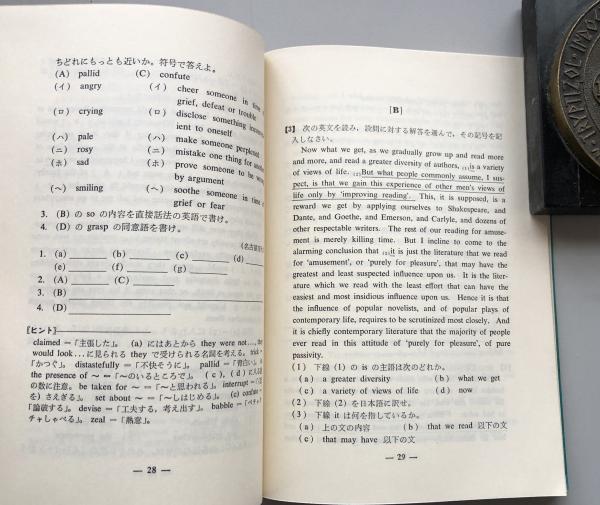 ちどれにもっとも近いか。符号で答えよ。
(A) pallid (C) confute
(イ) angry (イ) cheer someone in time of
grief, defeat or trouble
(ロ) crying (ロ) disclose something
ient to oneself
(ハ) pale (ハ) make someone perplexed
(ニ) rosy (ニ) mistake one thing for another
(ホ) sad (ホ) prove someone to be wrong
by argument
(ヘ) smiling (ヘ) soothe someone in time of
grief or fear
3. (B) の so の内容を直接話法の英語で書け。
4. (D) の grasp の同意語を書け。
1. (a) (b) (c) (d)
(e) (f) (g)
2. (A) (C)
3. (B)
4. (D)
〖ヒント〗
claimed =「主張した」。 (a) にはあとから they were not…, they
would look…に見られる they で受けられる名詞を考える。 trick =
「かつぐ」。 distastefully =「不快そうに」。 pallid =「青白い」。 in
the presence of ～ =「～のいるところで」。 (c), (d)
の数に注意。 be taken for ～ =「～と思われる」。 interrupt =「(話
を) さえぎる」。 set about ～ =「～しはじめる」。 (c) confute =
「論破する」。 devise =「工夫する, 考え出す」。 babble =「ペチャ
チャしゃべる」。 zeal =「熱意」。
— 28 —
[B]
〖3〗 次の英文を読み, 設問に対する解答を選んで, その記号を記
入しなさい。
Now what we get, as we gradually grow up and read more
and more, and read a greater diversity of authors, (1)is a variety
of views of life. (2)But what people commonly assume, I sus-
pect, is that we gain this experience of other men's views of
life only by 'improving reading'. This, it is supposed, is a
reward we get by applying ourselves to Shakespeare, and
Dante, and Goethe, and Emerson, and Carlyle, and dozens of
other respectable writers. The rest of our reading for amuse-
ment is merely killing time. But I incline to come to the
alarming conclusion that (3)it is just the literature that we read
for 'amusement', or 'purely for pleasure', that may have the
greatest and least suspected influence upon us. It is the liter-
ature which we read with the least effort that can have the
easiest and most insidious influence upon us. Hence it is that
the influence of popular novelists, and of popular plays of
contemporary life, requires to be scrutinized most closely. And
it is chiefly contemporary literature that the majority of people
ever read in this attitude of 'purely for pleasure', of pure
passivity.
(1) 下線 (1) の is の主語は次のどれか。
(a) a greater diversity (b) what we get
(c) a variety of views of life (d) now
(2) 下線 (2) を日本語に訳せ。
(3) 下線 it は何を指しているか。
(a) 上の文の内容 (b) that we read 以下の文
(c) that may have 以下の文
— 29 —